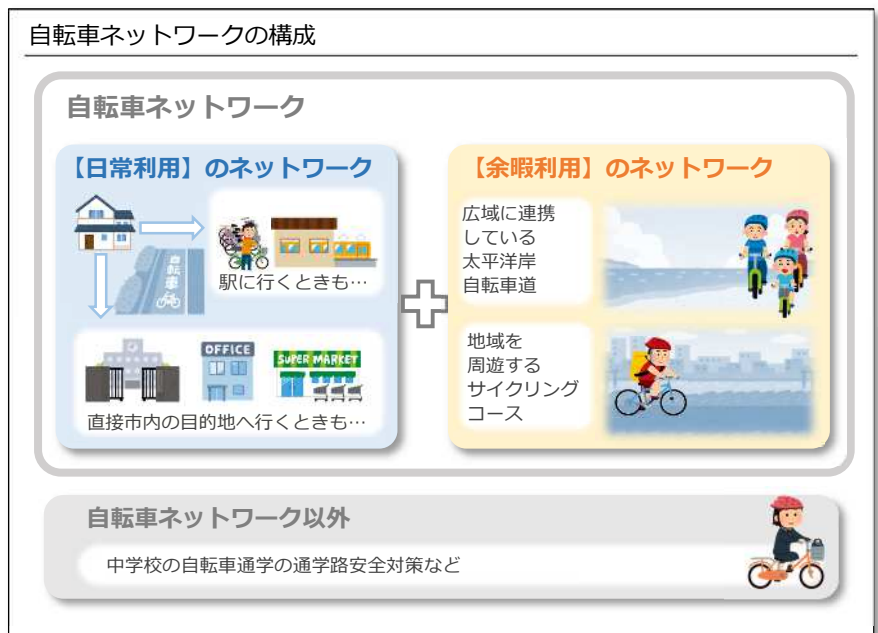 自転車ネットワークの構成
自転車ネットワーク
【日常利用】のネットワーク
自転車
駅に行くときも…
OFFICE
SUPER MARKET
直接市内の目的地へ行くときも…
【余暇利用】のネットワーク
広域に連携
している
太平洋岸
自転車道
地域を
周遊する
サイクリング
コース
自転車ネットワーク以外
中学校の自転車通学の通学路安全対策など